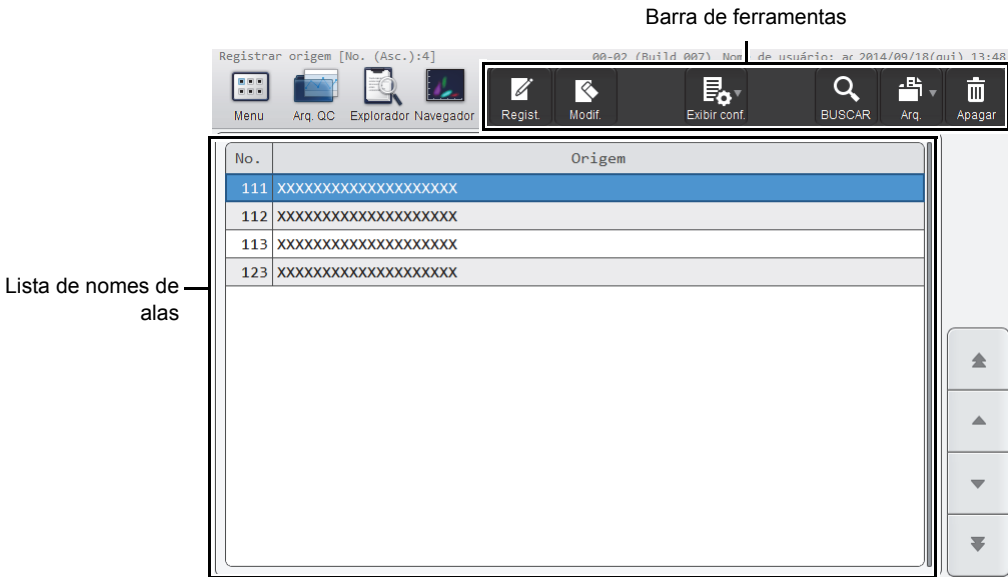 Barra de ferramentas
Registrar origem [No. (Asc.):4] 00-02 (Build 007) Nom de usuário: ac 2014/09/18(qui) 13:48
Menu Arq. QC Explorador Navegador Regist. Modif. Exibir conf. BUSCAR Arq. Apagar
No. Origem
111 XXXXXXXXXXXXXXXXXXXX
112 XXXXXXXXXXXXXXXXXXXX
113 XXXXXXXXXXXXXXXXXXXX
123 XXXXXXXXXXXXXXXXXXXX
Lista de nomes de
alas